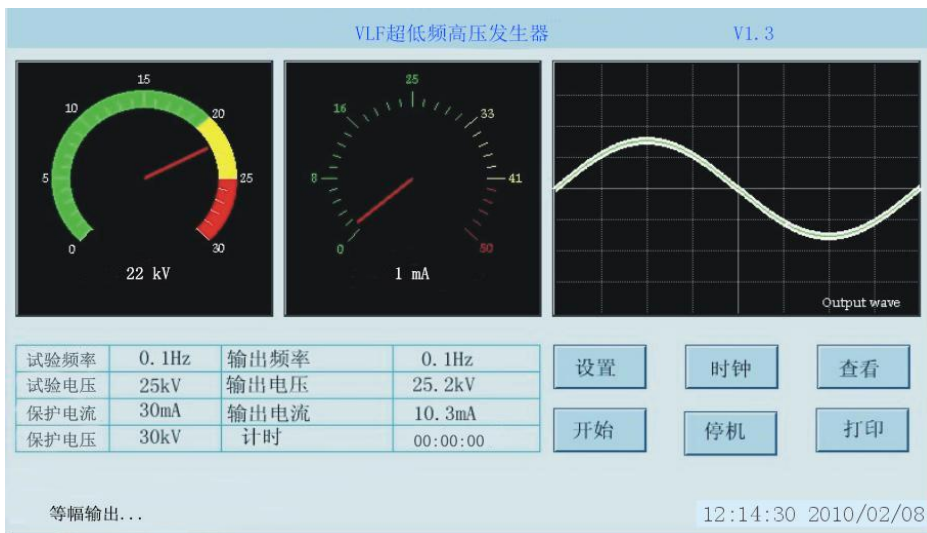 VLF超低频高压发生器 V1.3
15
10 20
5 25
0 30
22 kV
25
16 33
8 41
0 50
1 mA
Output wave
试验频率 0.1Hz 输出频率 0.1Hz
试验电压 25kV 输出电压 25.2kV
保护电流 30mA 输出电流 10.3mA
保护电压 30kV 计时 00:00:00
设置 时钟 查看
开始 停机 打印
等幅输出...
12:14:30 2010/02/08